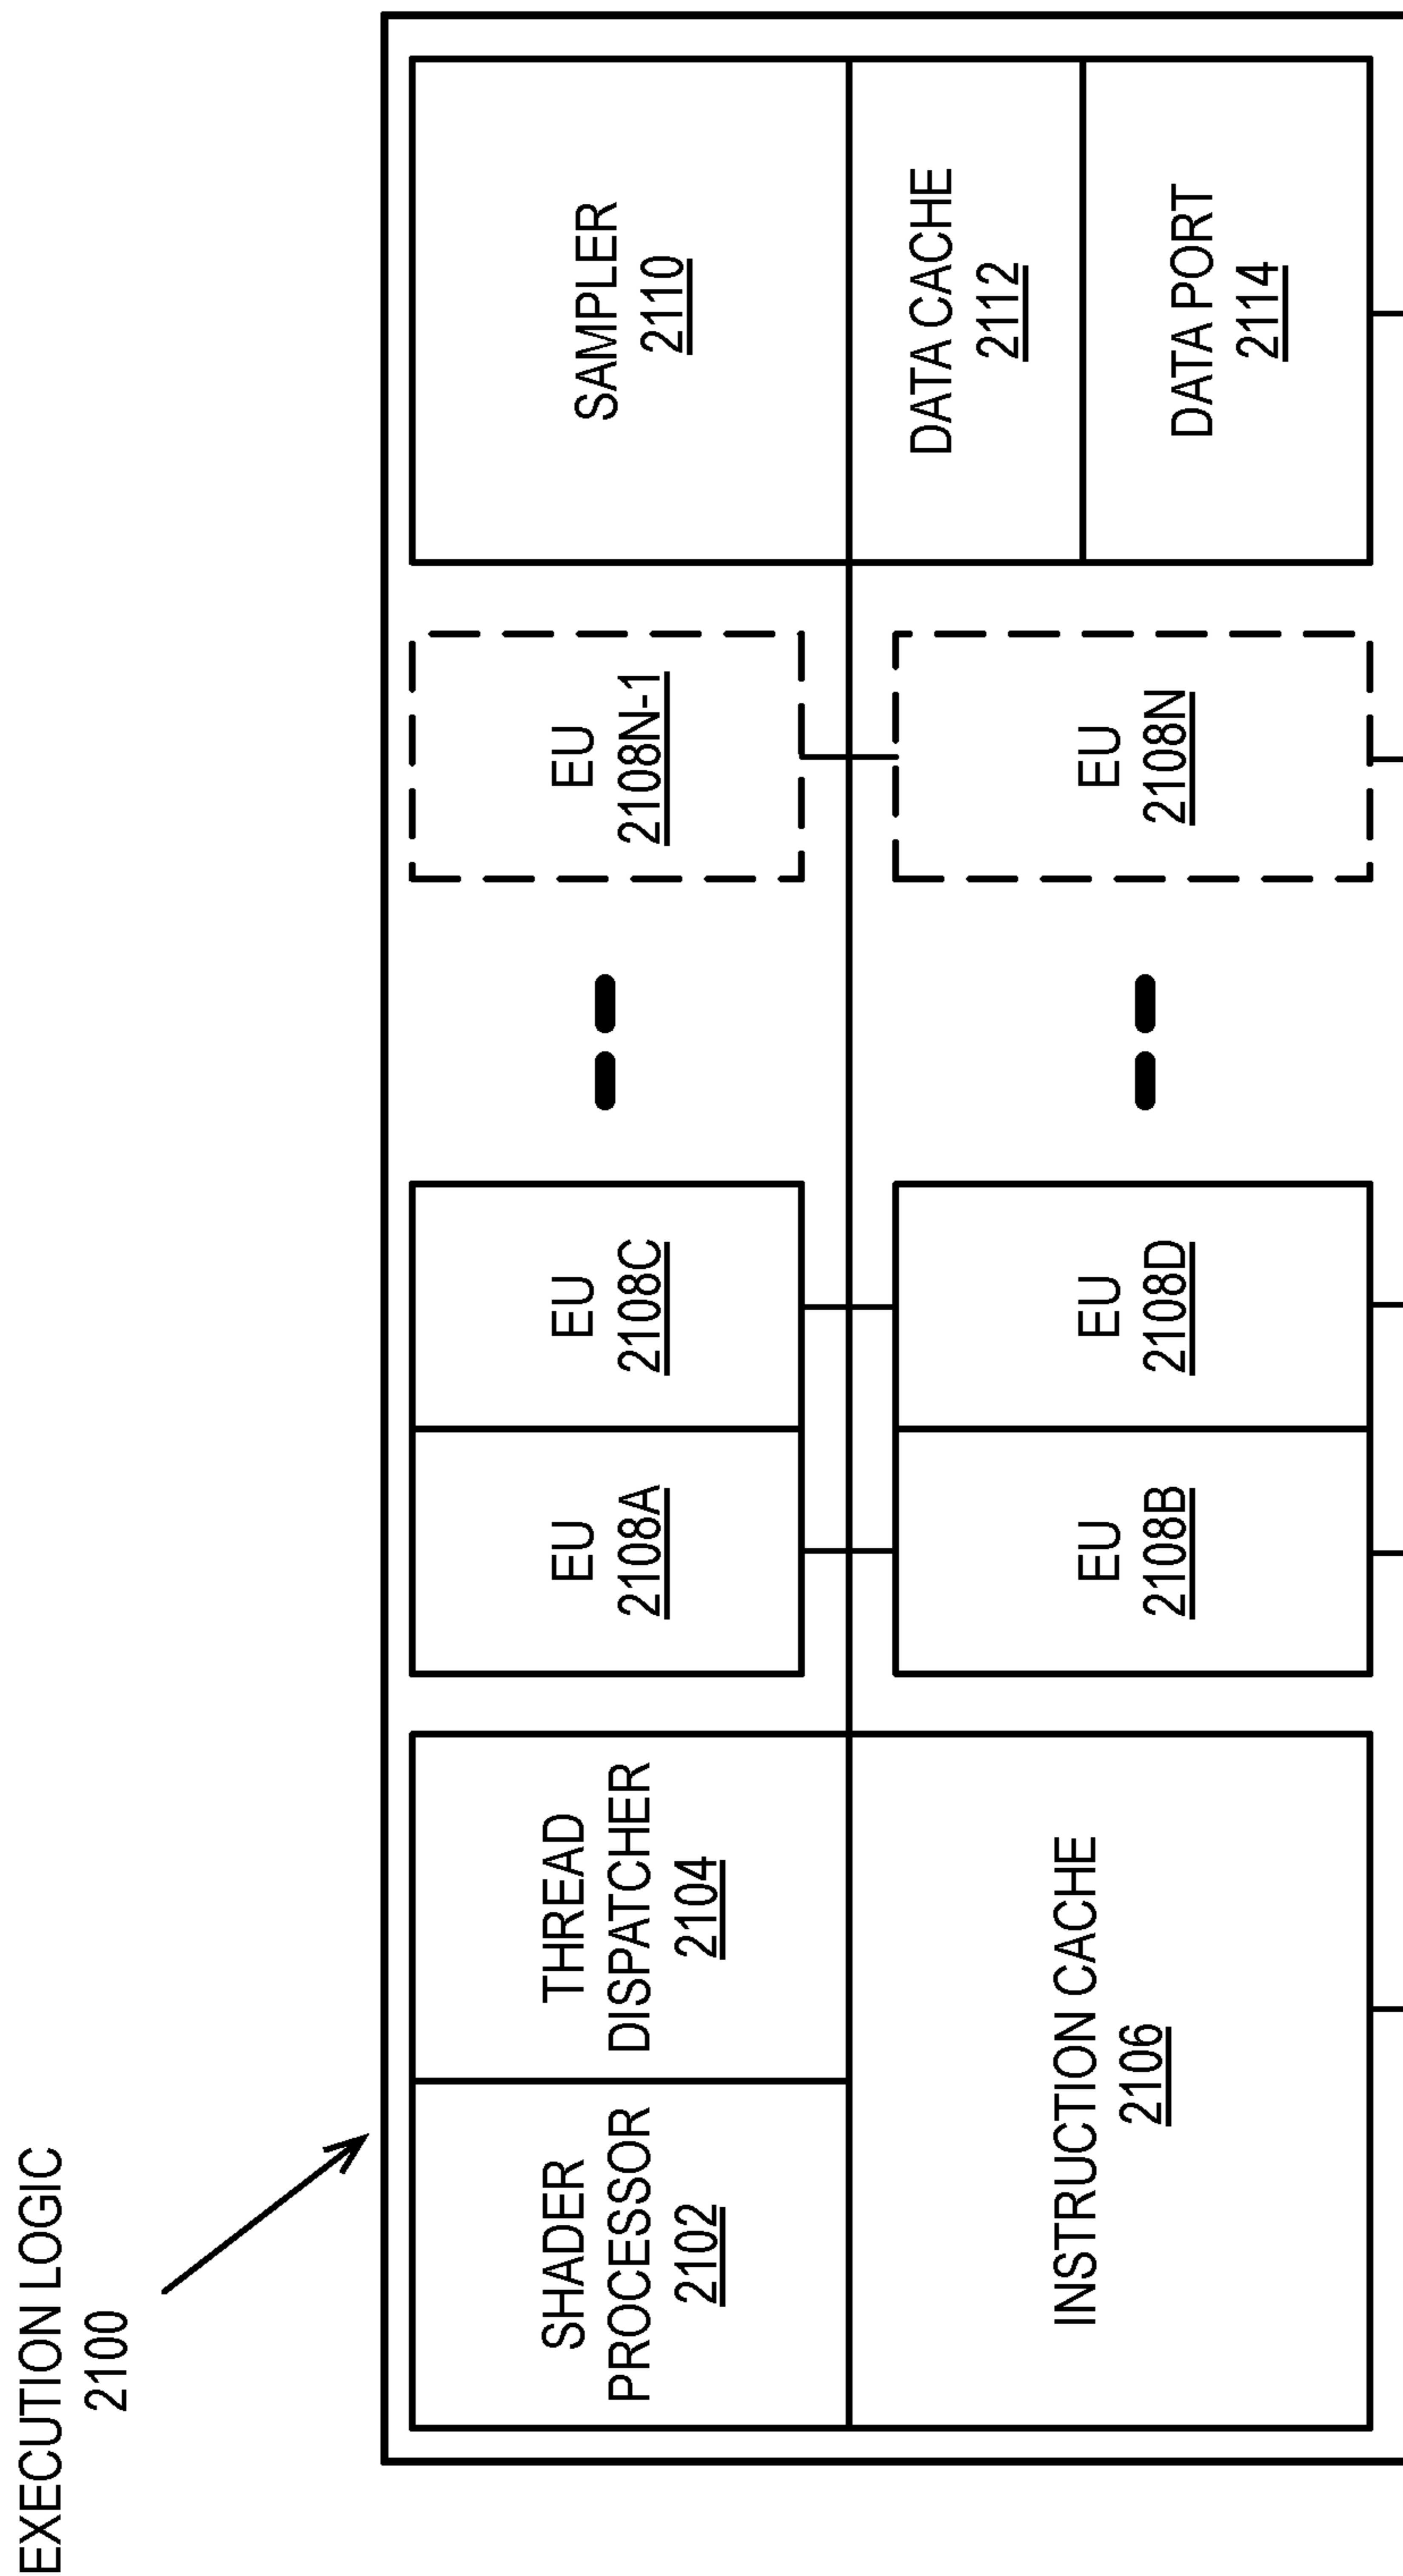 EXECUTION LOGIC
2100
SHADER
PROCESSOR
2102
THREAD
DISPATCHER
2104
INSTRUCTION CACHE
2106
EU
2108A
EU
2108C
EU
2108B
EU
2108D
EU
2108N-1
EU
2108N
SAMPLER
2110
DATA CACHE
2112
DATA PORT
2114